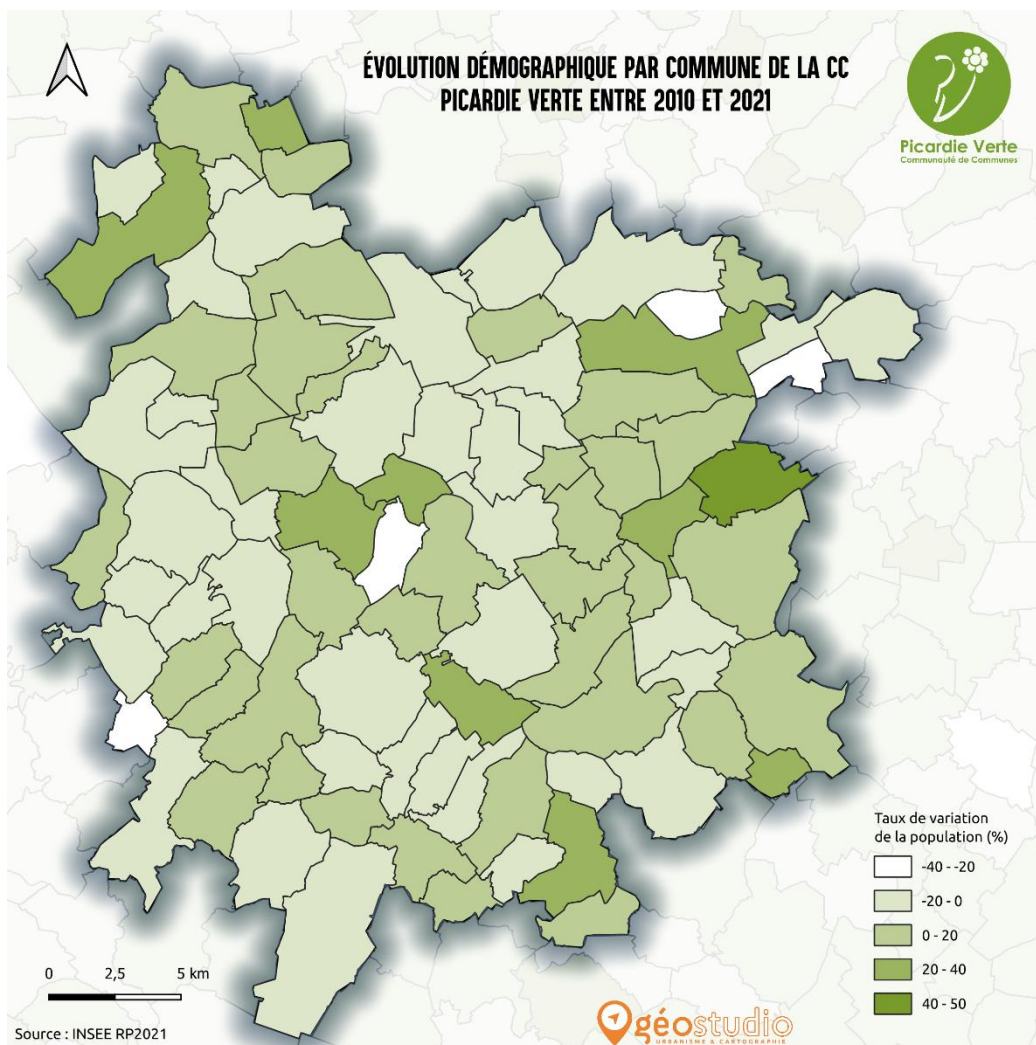 ÉVOLUTION DÉMOGRAPHIQUE PAR COMMUNE DE LA CC
PICARDIE VERTE ENTRE 2010 ET 2021
Picardie Verte
Communauté de Communes
Taux de variation
de la population (%)
-40 - -20
-20 - 0
0 - 20
20 - 40
40 - 50
0 2,5 5 km
Source : INSEE RP2021
géostudio
URBANISME & CARTOGRAPHIE